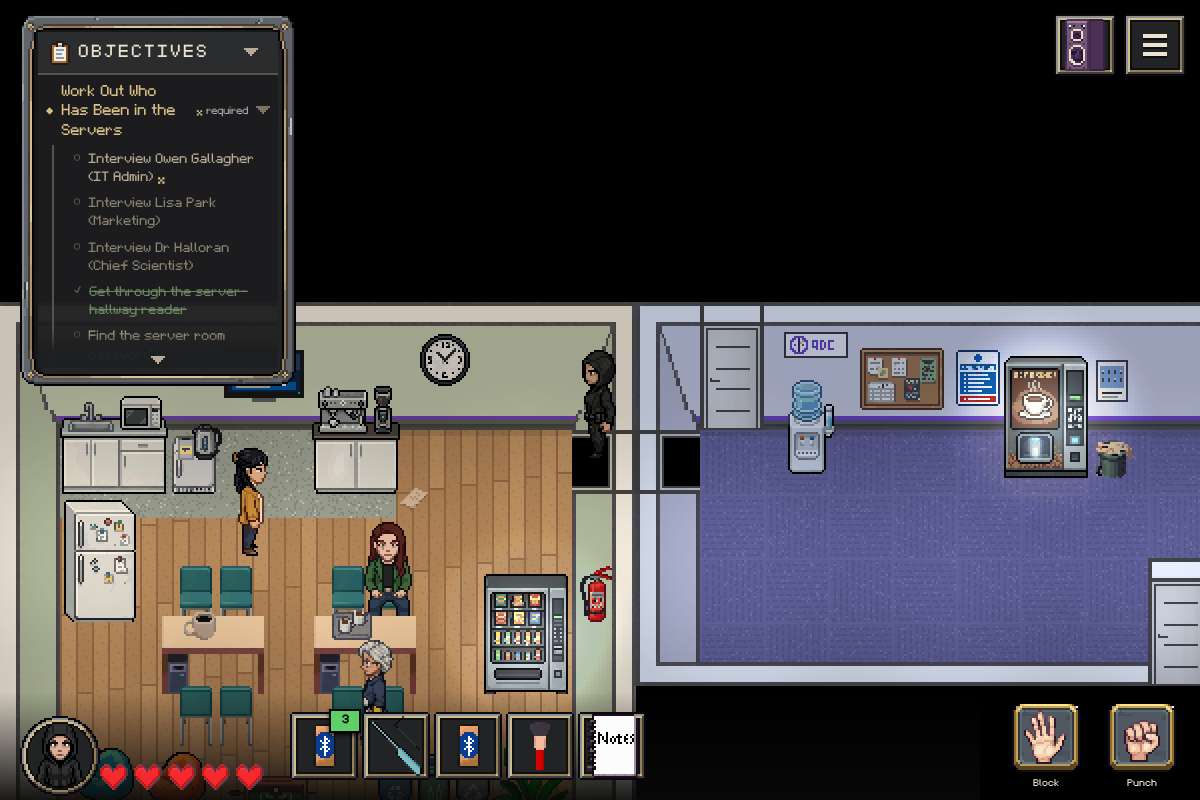 OBJECTIVES
Work Out Who
Has Been in the
Servers
x required
Interview Owen Gallagher
(IT Admin) x
Interview Lisa Park
(Marketing)
Interview Dr Halloran
(Chief Scientist)
Get through the server-
hallway reader
Find the server room
QDC
3
Notes
Block
Punch